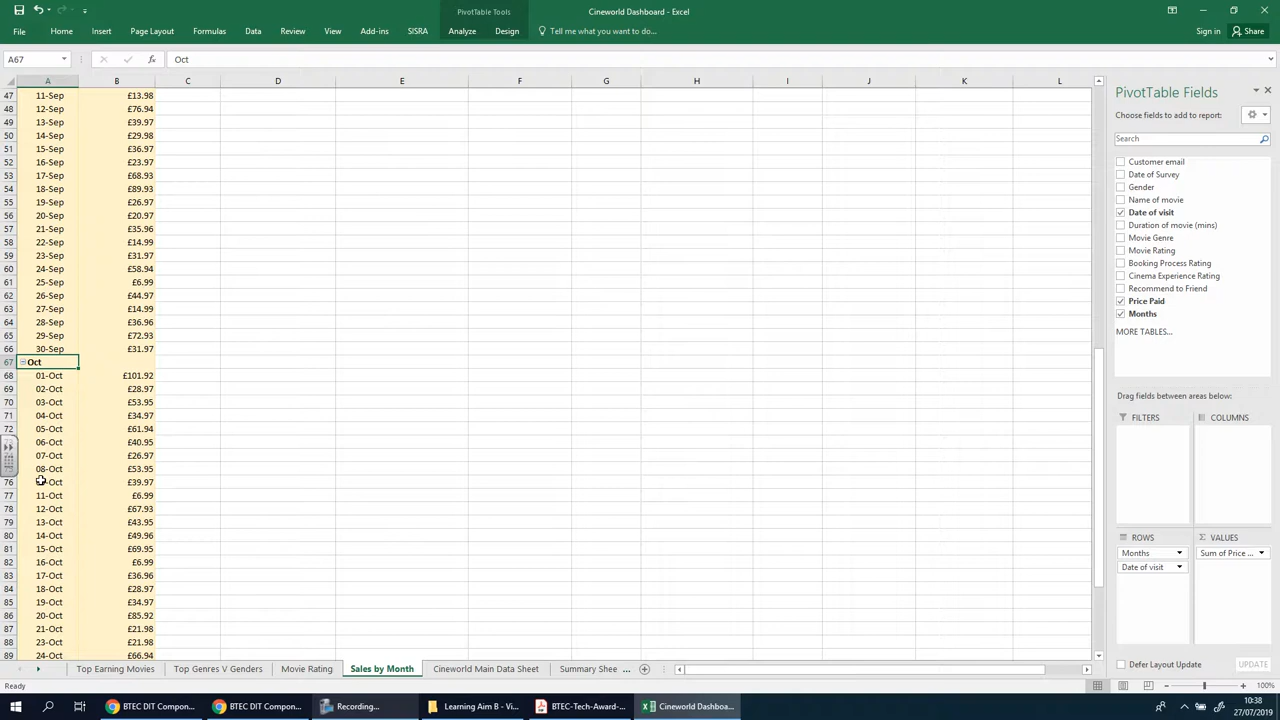 PivotTable Tools
Cineworld Dashboard - Excel
File
Home
Insert
Page Layout
Formulas
Data
Review
View
Add-ins
SISRA
Analyze
Design
Tell me what you want to do...
Sign in
Share
A67
fx
Oct
A B C D E F G H I J K L
47 11-Sep £13.98
48 12-Sep £76.94
49 13-Sep £39.97
50 14-Sep £29.98
51 15-Sep £36.97
52 16-Sep £23.97
53 17-Sep £68.93
54 18-Sep £89.93
55 19-Sep £26.97
56 20-Sep £20.97
57 21-Sep £35.96
58 22-Sep £14.99
59 23-Sep £31.97
60 24-Sep £58.94
61 25-Sep £6.99
62 26-Sep £44.97
63 27-Sep £14.99
64 28-Sep £36.96
65 29-Sep £72.93
66 30-Sep £31.97
67 Oct
68 01-Oct £101.92
69 02-Oct £28.97
70 03-Oct £53.95
71 04-Oct £34.97
72 05-Oct £61.94
06-Oct £40.95
07-Oct £26.97
08-Oct £53.95
76 -Oct £39.97
77 11-Oct £6.99
78 12-Oct £67.93
79 13-Oct £43.95
80 14-Oct £49.96
81 15-Oct £69.95
82 16-Oct £6.99
83 17-Oct £36.96
84 18-Oct £28.97
85 19-Oct £34.97
86 20-Oct £85.92
87 21-Oct £21.98
88 23-Oct £21.98
89 24-Oct £66.94
PivotTable Fields
Choose fields to add to report:
Search
Customer email
Date of Survey
Gender
Name of movie
Date of visit
Duration of movie (mins)
Movie Genre
Movie Rating
Booking Process Rating
Cinema Experience Rating
Recommend to Friend
Price Paid
Months
MORE TABLES...
Drag fields between areas below:
FILTERS
COLUMNS
ROWS
Σ VALUES
Months
Date of visit
Sum of Price ...
Defer Layout Update
UPDATE
Top Earning Movies
Top Genres V Genders
Movie Rating
Sales by Month
Cineworld Main Data Sheet
Summary Shee ...
Ready
100%
BTEC DIT Compon...
BTEC DIT Compon...
Recording...
Learning Aim B - Vi...
BTEC-Tech-Award-...
Cineworld Dashboa...
10:38
27/07/2019